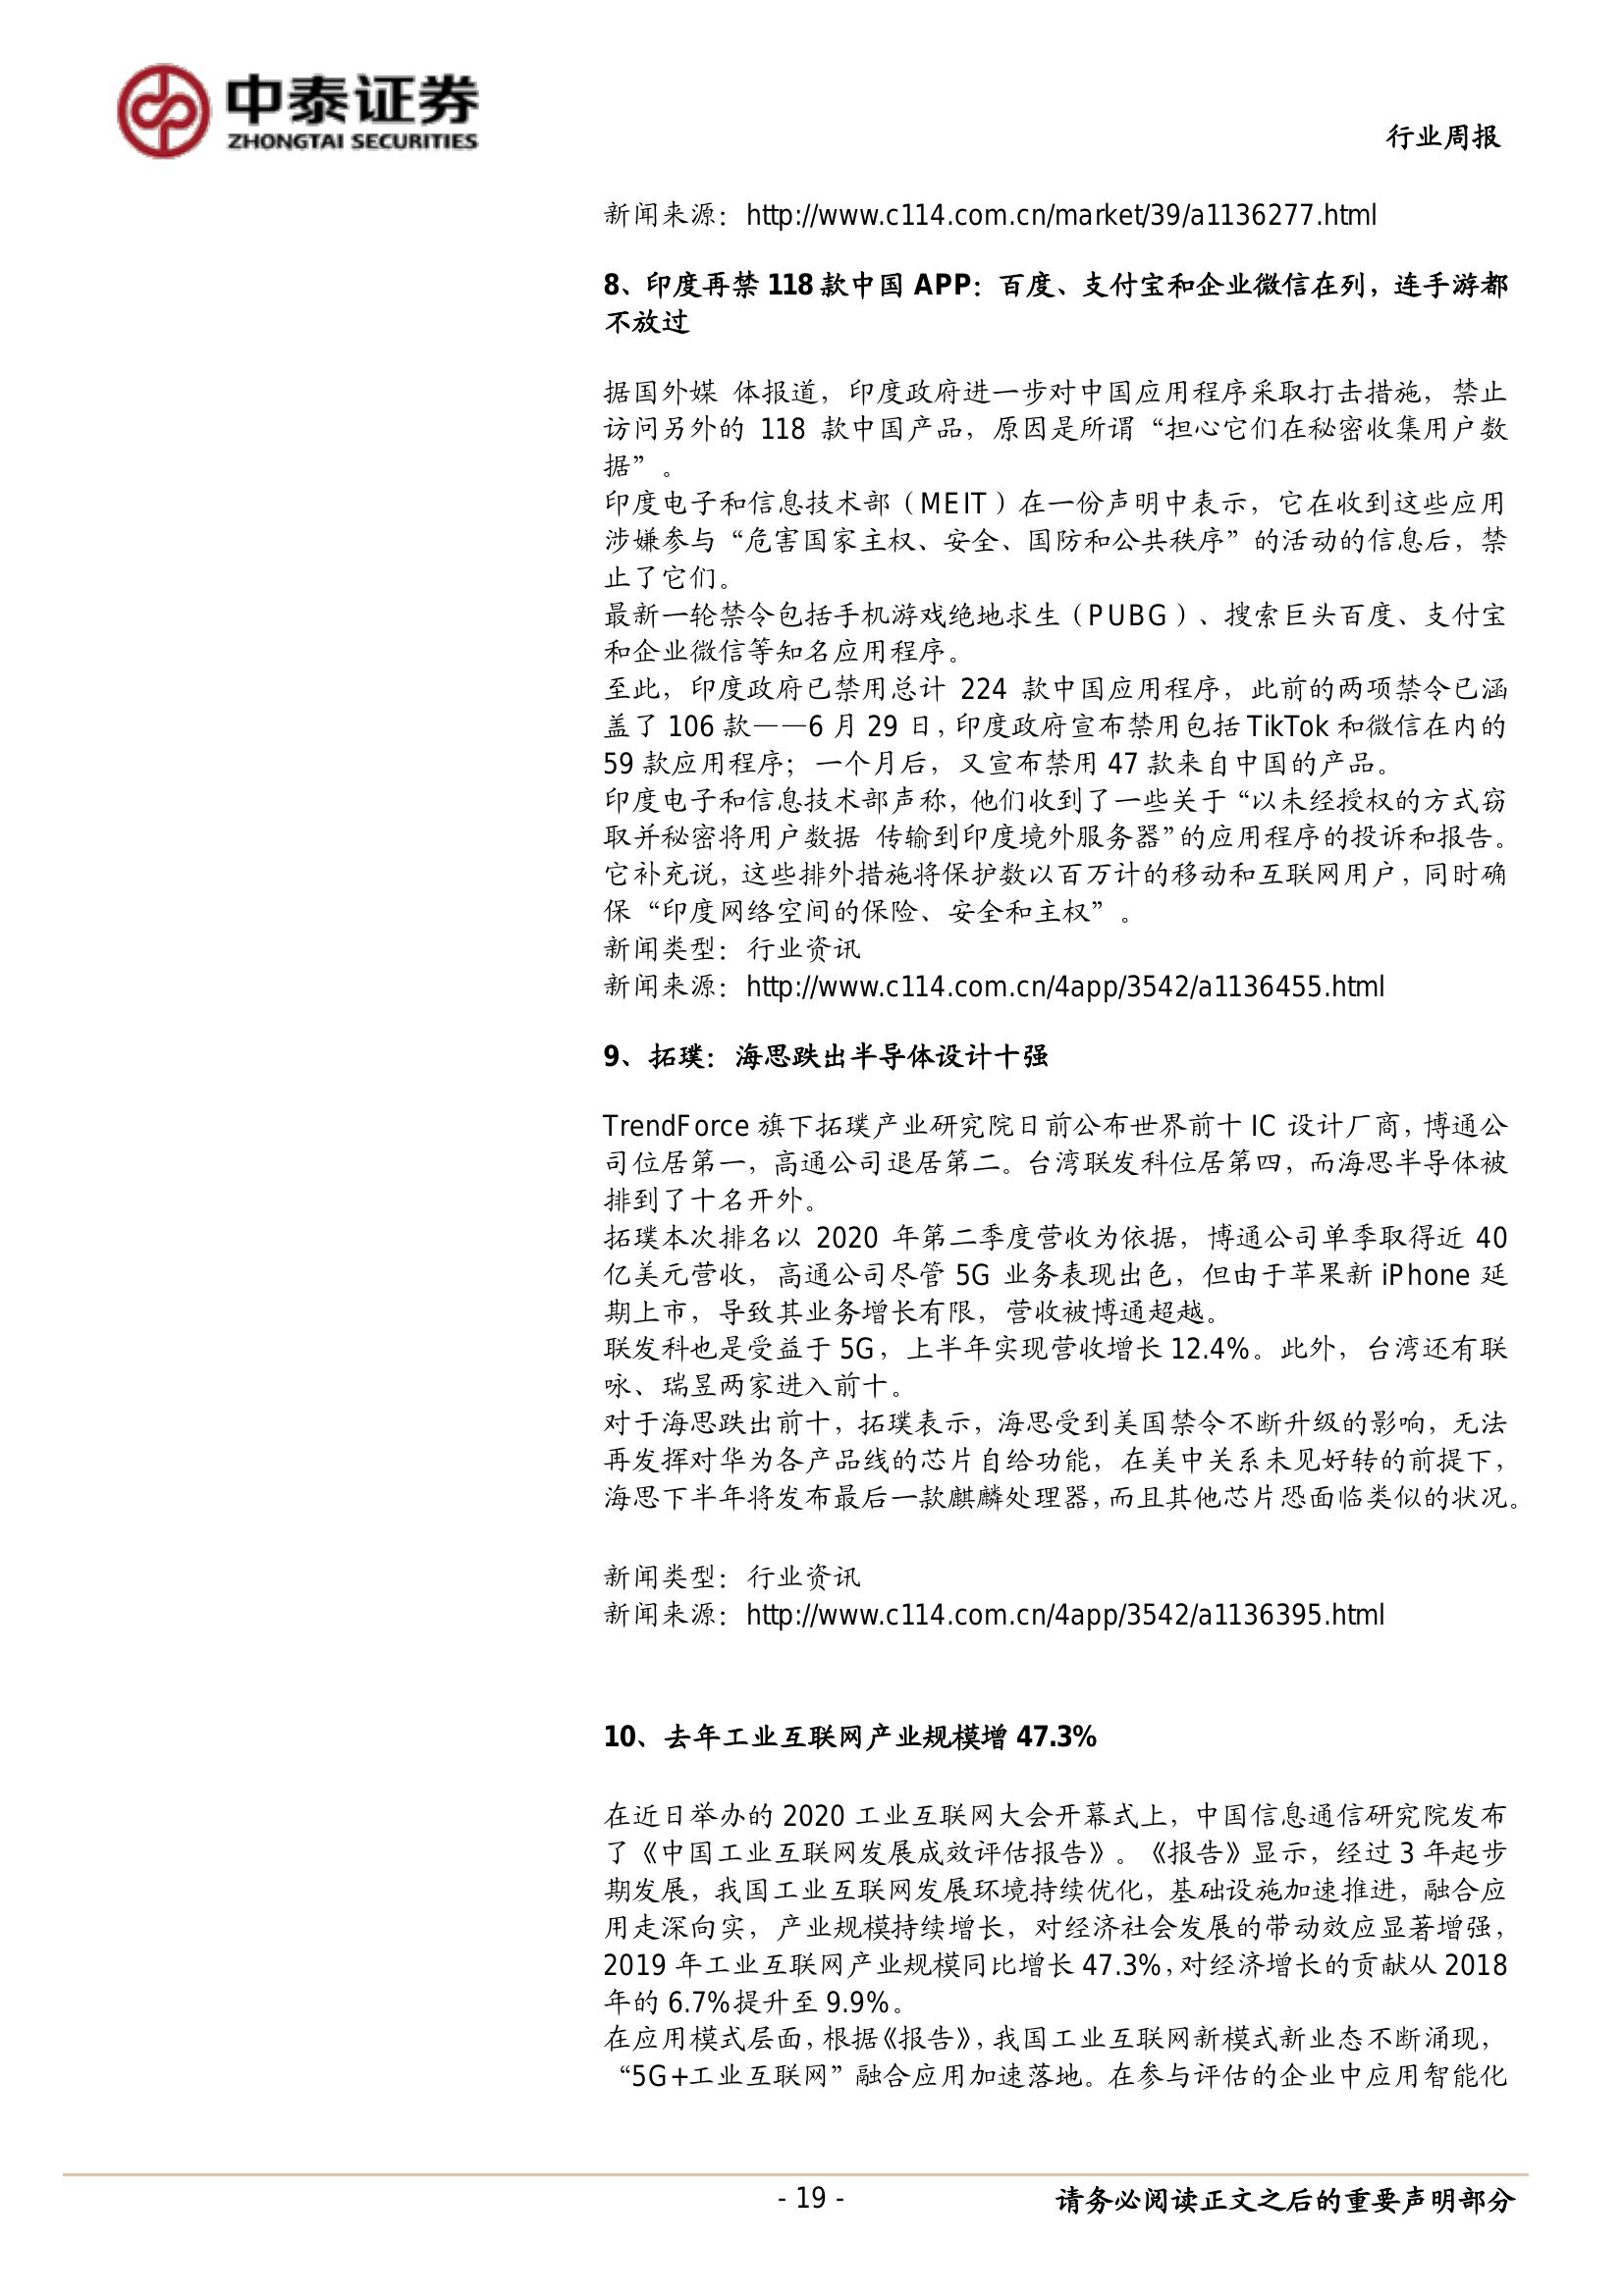 中泰证券
ZHONGTAI SECURITIES
行业周报
新闻来源：http://www.c114.com.cn/market/39/a1136277.html
8、印度再禁 118 款中国 APP：百度、支付宝和企业微信在列，连手游都
不放过
据国外媒 体报道，印度政府进一步对中国应用程序采取打击措施，禁止
访问另外的 118 款中国产品，原因是所谓“担心它们在秘密收集用户数
据”。
印度电子和信息技术部（MEIT）在一份声明中表示，它在收到这些应用
涉嫌参与“危害国家主权、安全、国防和公共秩序”的活动的信息后，禁
止了它们。
最新一轮禁令包括手机游戏绝地求生（PUBG）、搜索巨头百度、支付宝
和企业微信等知名应用程序。
至此，印度政府已禁用总计 224 款中国应用程序，此前的两项禁令已涵
盖了 106 款——6 月 29 日，印度政府宣布禁用包括 TikTok 和微信在内的
59 款应用程序；一个月后，又宣布禁用 47 款来自中国的产品。
印度电子和信息技术部声称，他们收到了一些关于“以未经授权的方式窃
取并秘密将用户数据 传输到印度境外服务器”的应用程序的投诉和报告。
它补充说，这些排外措施将保护数以百万计的移动和互联网用户，同时确
保“印度网络空间的保险、安全和主权”。
新闻类型：行业资讯
新闻来源：http://www.c114.com.cn/4app/3542/a1136455.html
9、拓璞：海思跌出半导体设计十强
TrendForce 旗下拓璞产业研究院日前公布世界前十 IC 设计厂商，博通公
司位居第一，高通公司退居第二。台湾联发科位居第四，而海思半导体被
排到了十名开外。
拓璞本次排名以 2020 年第二季度营收为依据，博通公司单季取得近 40
亿美元营收，高通公司尽管 5G 业务表现出色，但由于苹果新 iPhone 延
期上市，导致其业务增长有限，营收被博通超越。
联发科也是受益于 5G，上半年实现营收增长 12.4%。此外，台湾还有联
咏、瑞昱两家进入前十。
对于海思跌出前十，拓璞表示，海思受到美国禁令不断升级的影响，无法
再发挥对华为各产品线的芯片自给功能，在美中关系未见好转的前提下，
海思下半年将发布最后一款麒麟处理器，而且其他芯片恐面临类似的状况。
新闻类型：行业资讯
新闻来源：http://www.c114.com.cn/4app/3542/a1136395.html
10、去年工业互联网产业规模增 47.3%
在近日举办的 2020 工业互联网大会开幕式上，中国信息通信研究院发布
了《中国工业互联网发展成效评估报告》。《报告》显示，经过 3 年起步
期发展，我国工业互联网发展环境持续优化，基础设施加速推进，融合应
用走深向实，产业规模持续增长，对经济社会发展的带动效应显著增强，
2019 年工业互联网产业规模同比增长 47.3%，对经济增长的贡献从 2018
年的 6.7%提升至 9.9%。
在应用模式层面，根据《报告》，我国工业互联网新模式新业态不断涌现，
“5G+工业互联网”融合应用加速落地。在参与评估的企业中应用智能化
- 19 -
请务必阅读正文之后的重要声明部分